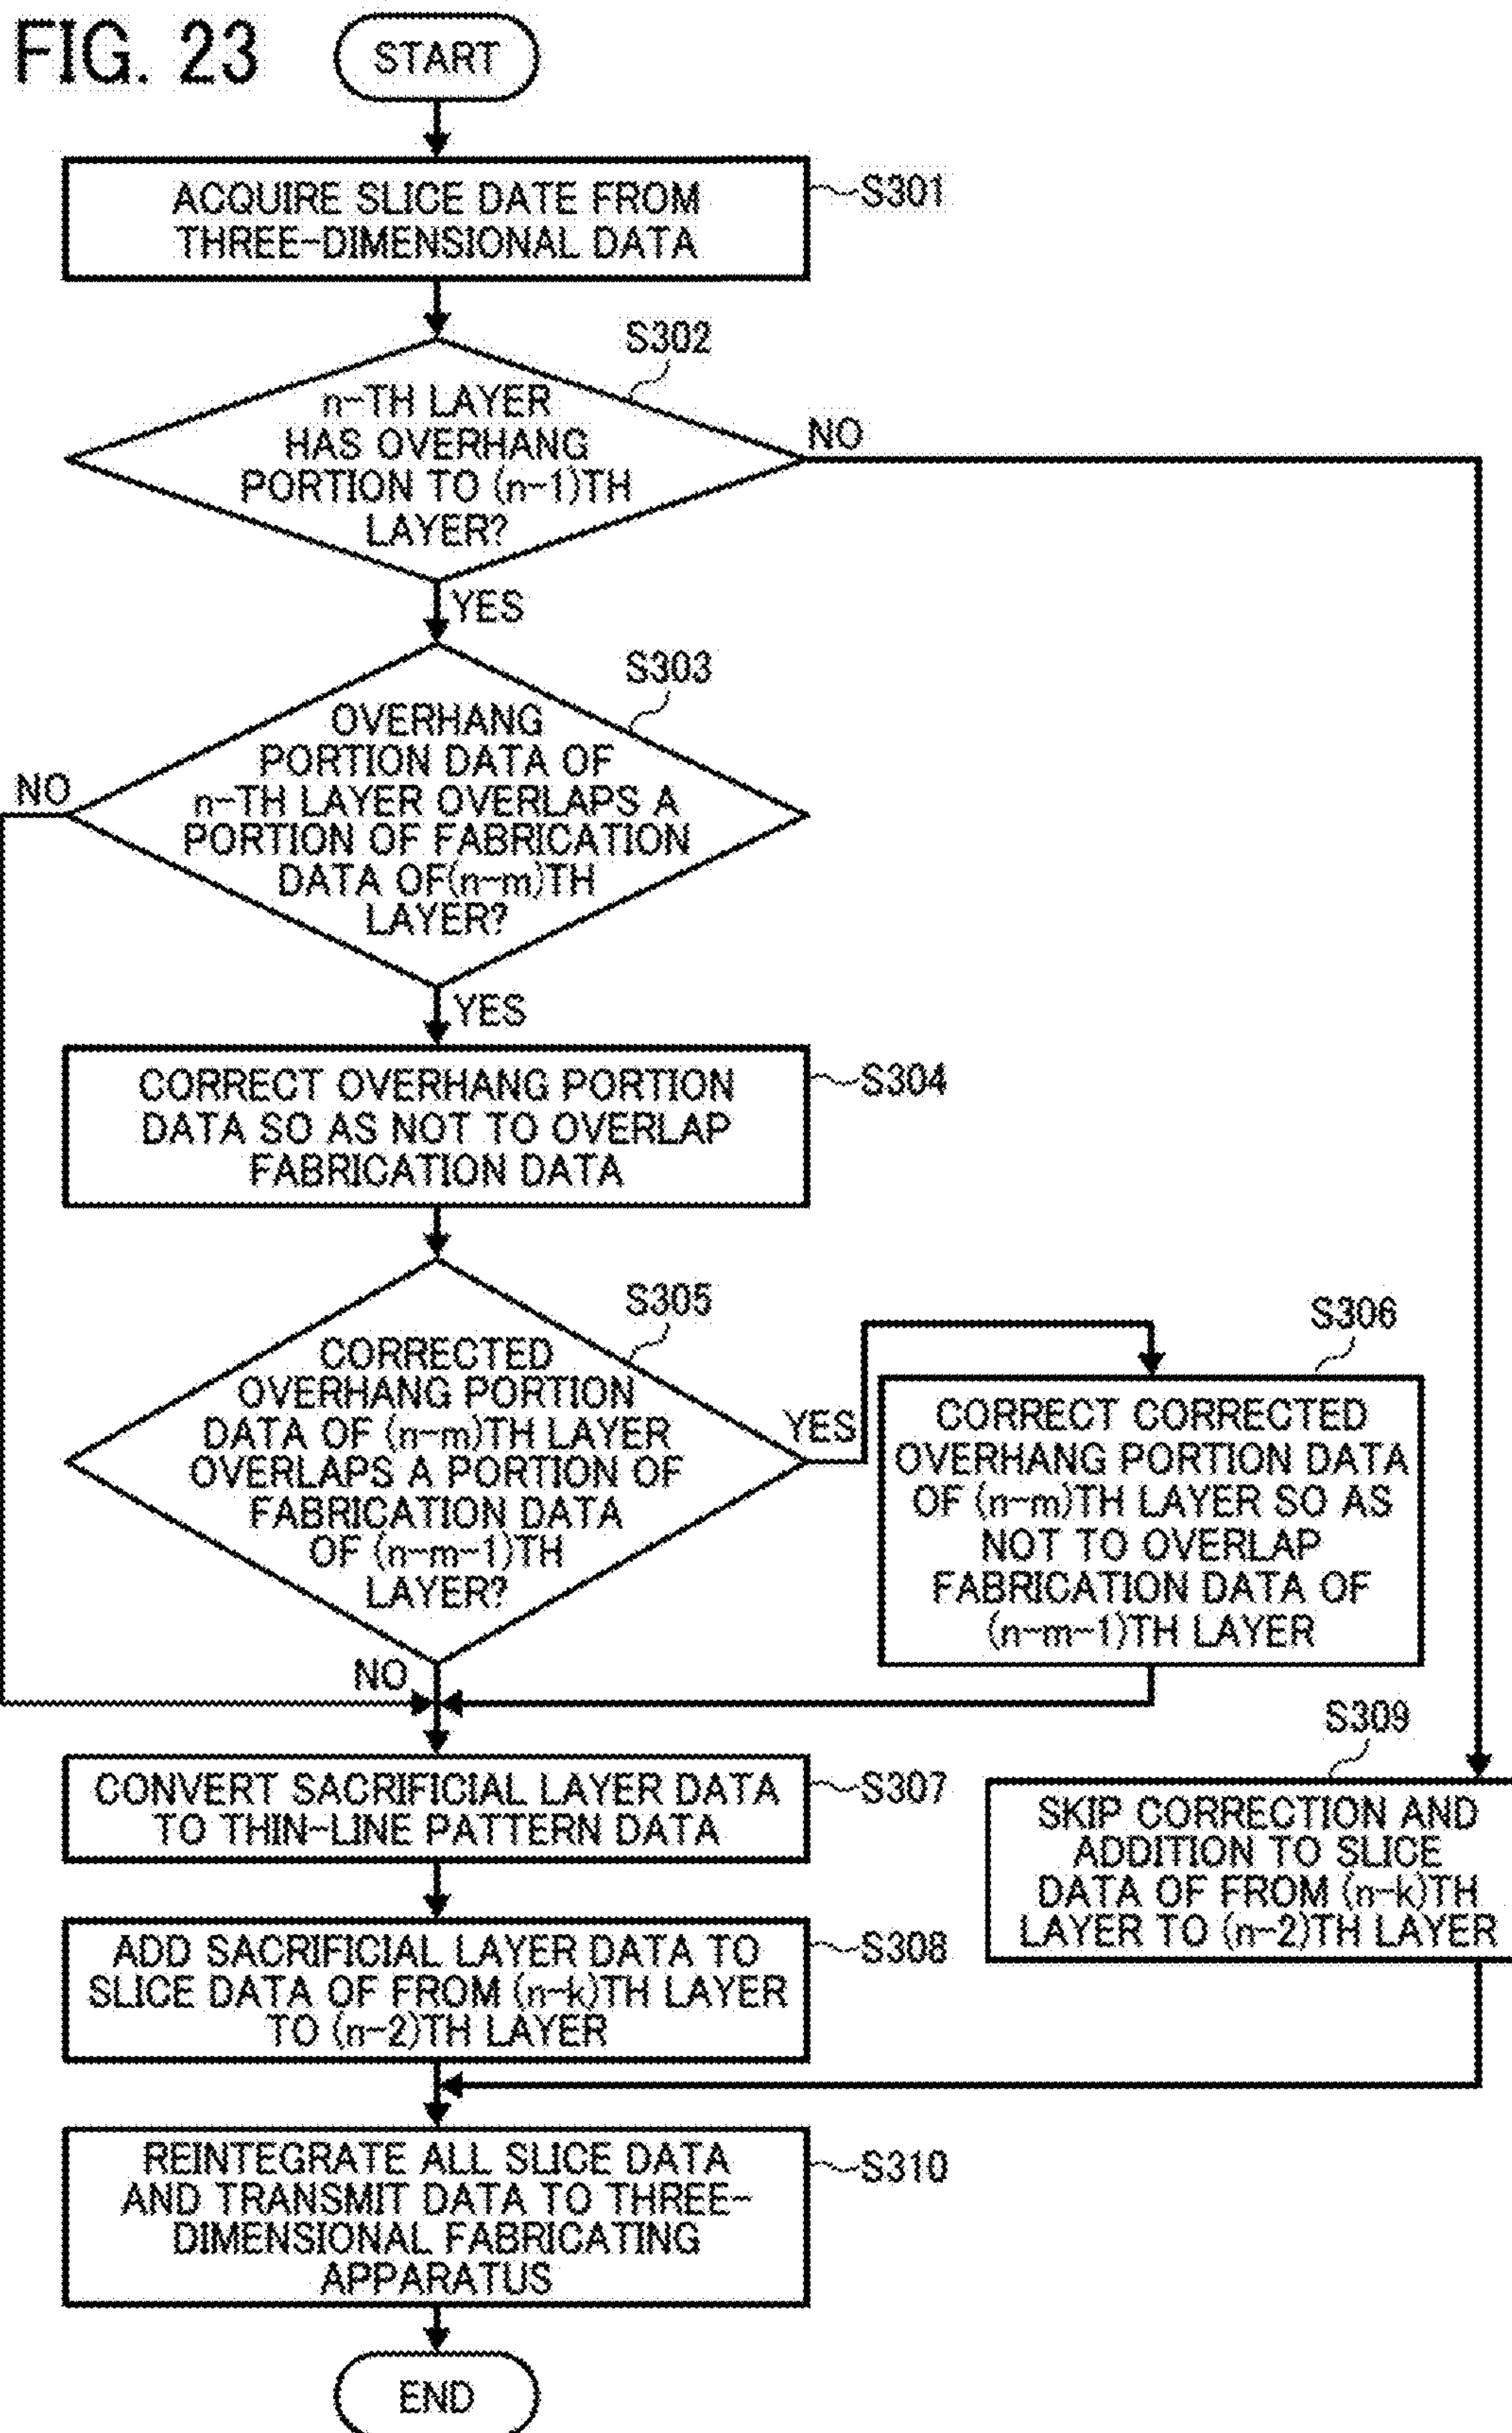 FIG. 23
START
ACQUIRE SLICE DATE FROM
THREE-DIMENSIONAL DATA
S301
S302
n-TH LAYER
HAS OVERHANG
PORTION TO (n-1)TH
LAYER?
NO
YES
S303
OVERHANG
PORTION DATA OF
n-TH LAYER OVERLAPS A
PORTION OF FABRICATION
DATA OF(n-m)TH
LAYER?
NO
YES
CORRECT OVERHANG PORTION
DATA SO AS NOT TO OVERLAP
FABRICATION DATA
S304
S305
CORRECTED
OVERHANG PORTION
DATA OF (n-m)TH LAYER
OVERLAPS A PORTION OF
FABRICATION DATA
OF (n-m-1)TH
LAYER?
YES
NO
S306
CORRECT CORRECTED
OVERHANG PORTION DATA
OF (n-m)TH LAYER SO AS
NOT TO OVERLAP
FABRICATION DATA OF
(n-m-1)TH LAYER
CONVERT SACRIFICIAL LAYER DATA
TO THIN-LINE PATTERN DATA
S307
ADD SACRIFICIAL LAYER DATA TO
SLICE DATA OF FROM (n-k)TH LAYER
TO (n-2)TH LAYER
S308
S309
SKIP CORRECTION AND
ADDITION TO SLICE
DATA OF FROM (n-k)TH
LAYER TO (n-2)TH LAYER
REINTEGRATE ALL SLICE DATA
AND TRANSMIT DATA TO THREE-
DIMENSIONAL FABRICATING
APPARATUS
S310
END